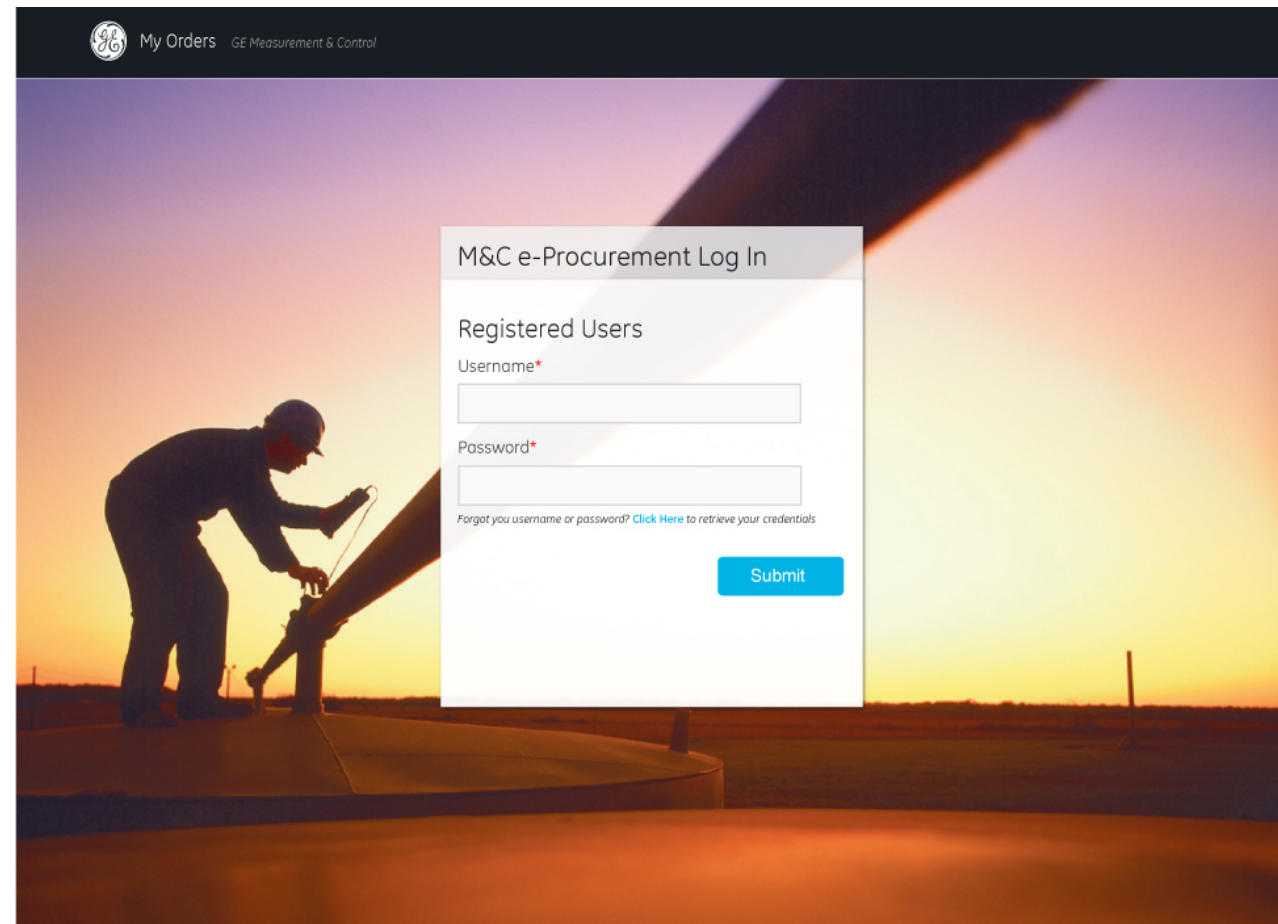 GE My Orders GE Measurement & Control
M&C e-Procurement Log In
Registered Users
Username*
Password*
Forgot you username or password? Click Here to retrieve your credentials
Submit